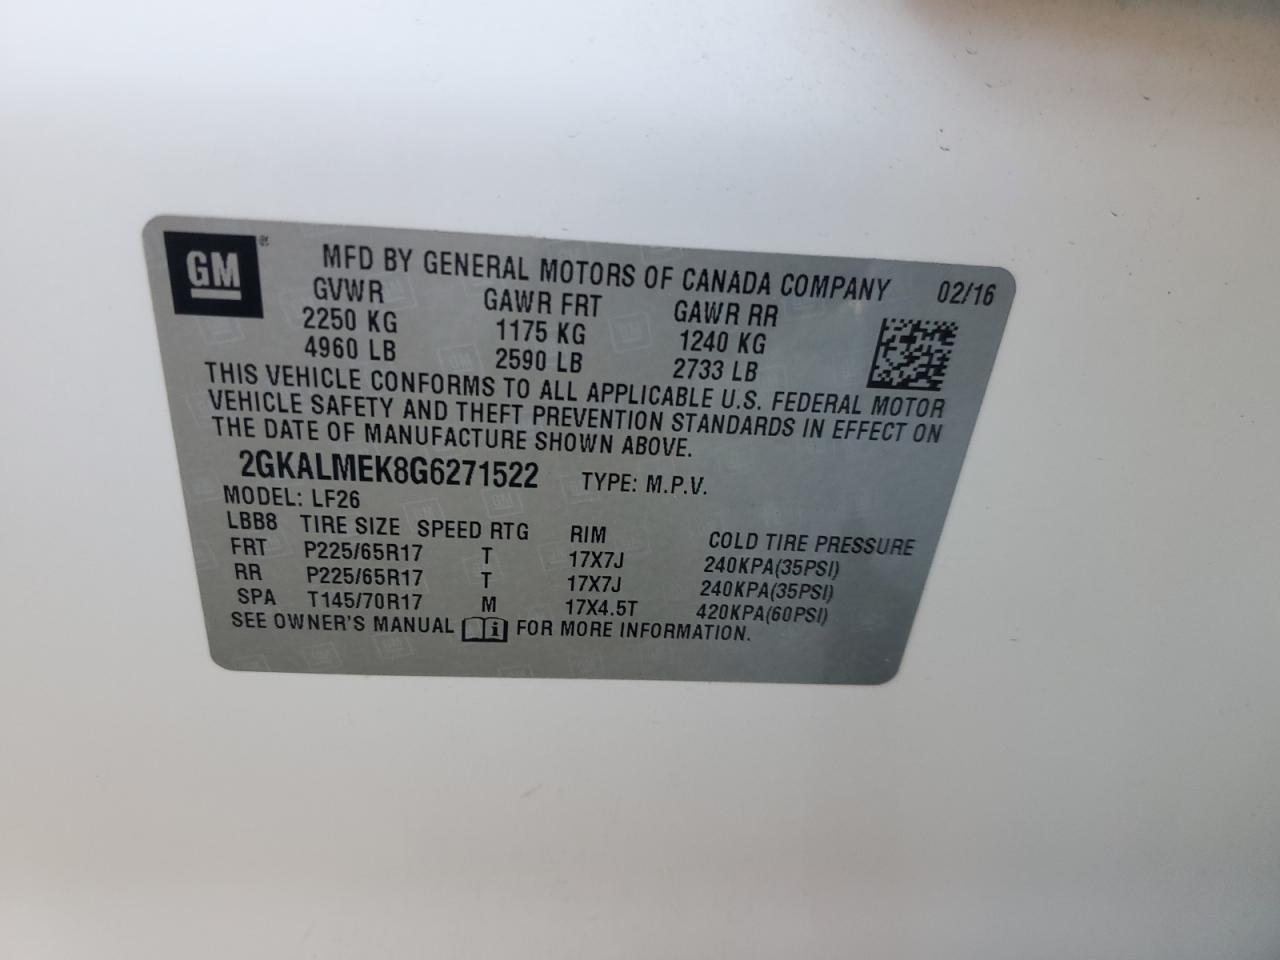 GM ®
MFD BY GENERAL MOTORS OF CANADA COMPANY 02/16
GVWR GAWR FRT GAWR RR
2250 KG 1175 KG 1240 KG
4960 LB 2590 LB 2733 LB
THIS VEHICLE CONFORMS TO ALL APPLICABLE U.S. FEDERAL MOTOR
VEHICLE SAFETY AND THEFT PREVENTION STANDARDS IN EFFECT ON
THE DATE OF MANUFACTURE SHOWN ABOVE.
2GKALMEK8G6271522 TYPE: M.P.V.
MODEL: LF26
LBB8 TIRE SIZE SPEED RTG RIM COLD TIRE PRESSURE
FRT P225/65R17 T 17X7J 240KPA(35PSI)
RR P225/65R17 T 17X7J 240KPA(35PSI)
SPA T145/70R17 M 17X4.5T 420KPA(60PSI)
SEE OWNER'S MANUAL i FOR MORE INFORMATION.